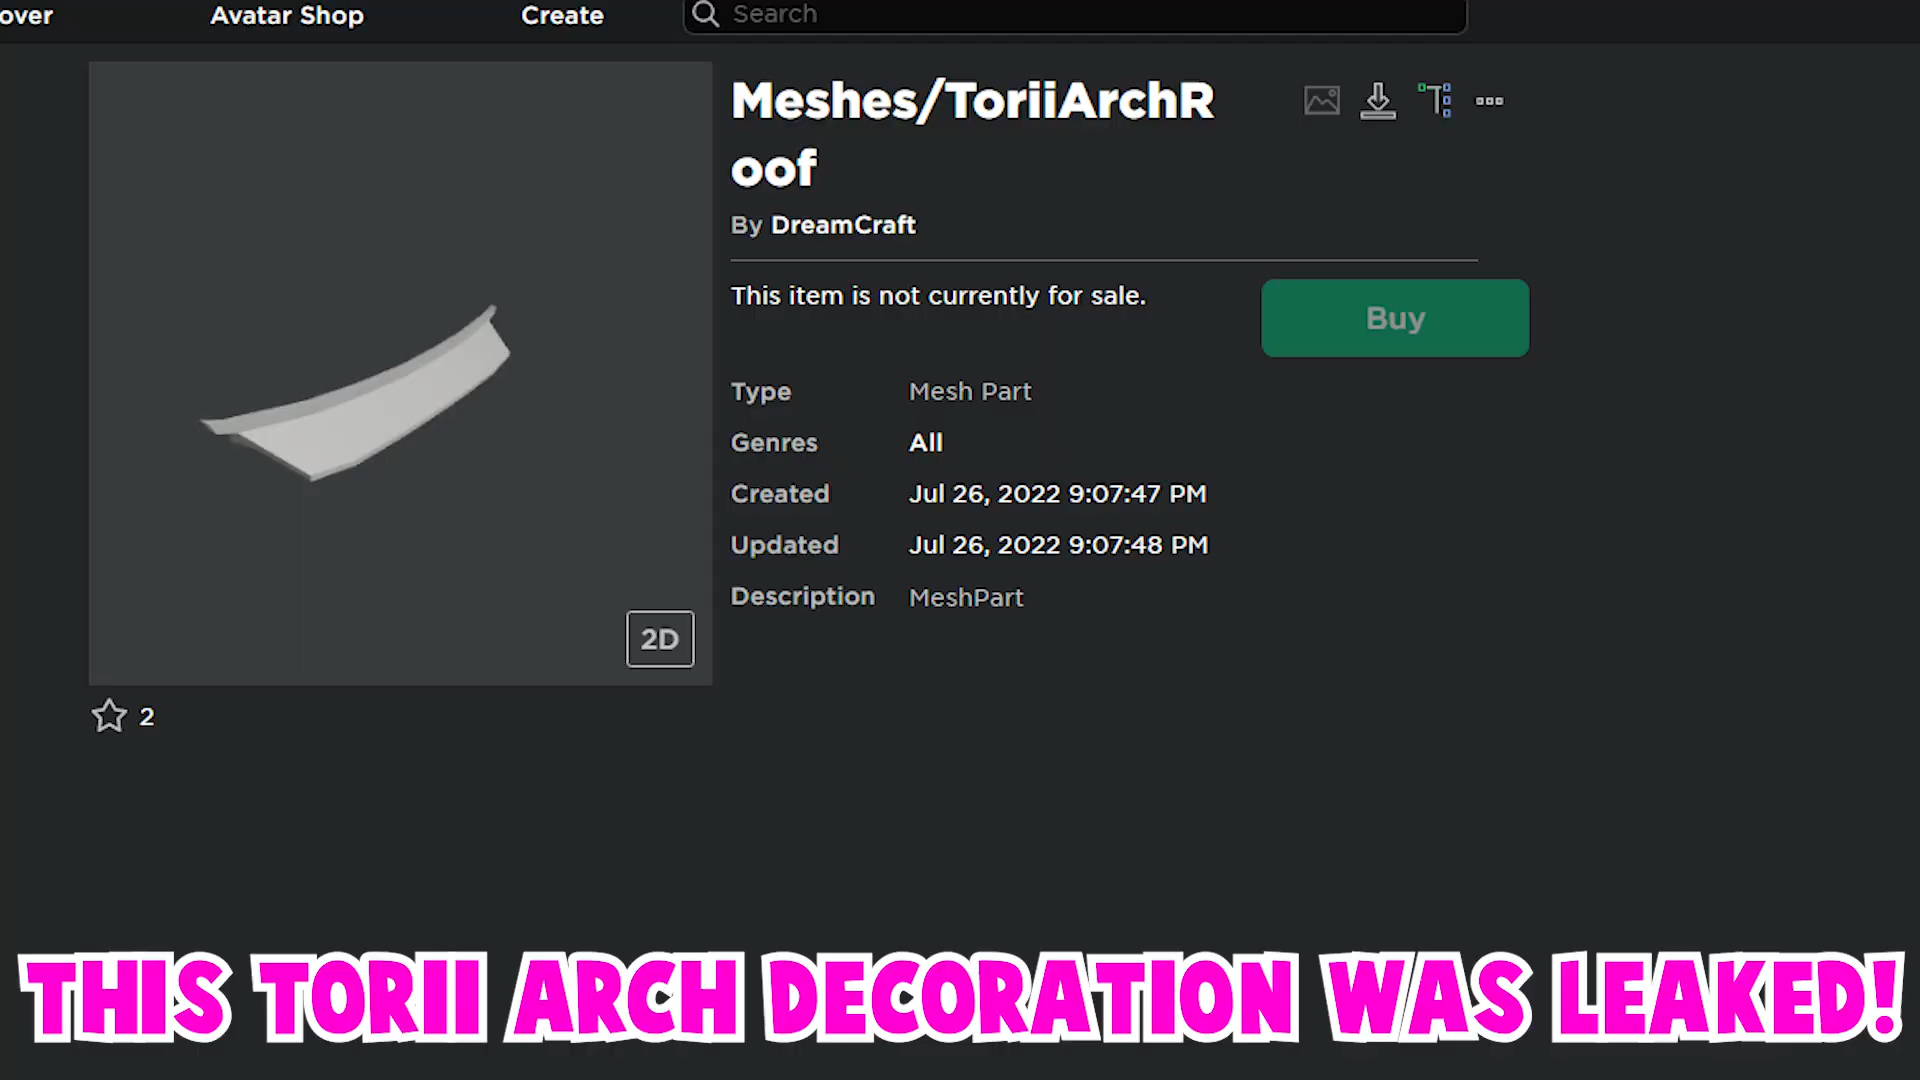 over Avatar Shop Create Search
Meshes/ToriiArchR
oof
By DreamCraft
This item is not currently for sale. Buy
Type Mesh Part
Genres All
Created Jul 26, 2022 9:07:47 PM
Updated Jul 26, 2022 9:07:48 PM
Description MeshPart
2D
2
THIS TORII ARCH DECORATION WAS LEAKED!